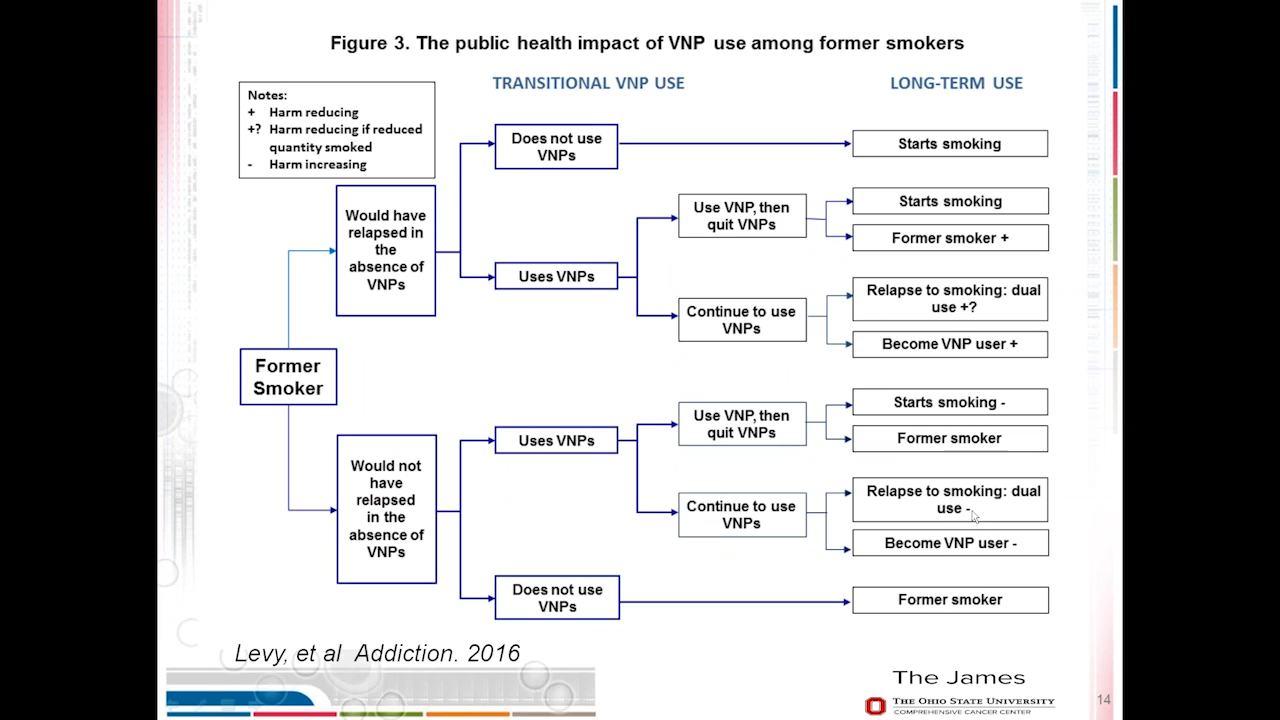 Figure 3. The public health impact of VNP use among former smokers
TRANSITIONAL VNP USE
LONG-TERM USE
Notes:
+ Harm reducing
+? Harm reducing if reduced
quantity smoked
- Harm increasing
Does not use
VNPs
Starts smoking
Would have
relapsed in
the
absence of
VNPs
Use VNP, then
quit VNPs
Starts smoking
Former smoker +
Uses VNPs
Continue to use
VNPs
Relapse to smoking: dual
use +?
Become VNP user +
Former
Smoker
Use VNP, then
quit VNPs
Starts smoking -
Former smoker
Uses VNPs
Would not
have
relapsed
in the
absence of
VNPs
Continue to use
VNPs
Relapse to smoking: dual
use -
Become VNP user -
Does not use
VNPs
Former smoker
Levy, et al Addiction. 2016
The James
THE OHIO STATE UNIVERSITY
COMPREHENSIVE CANCER CENTER
14